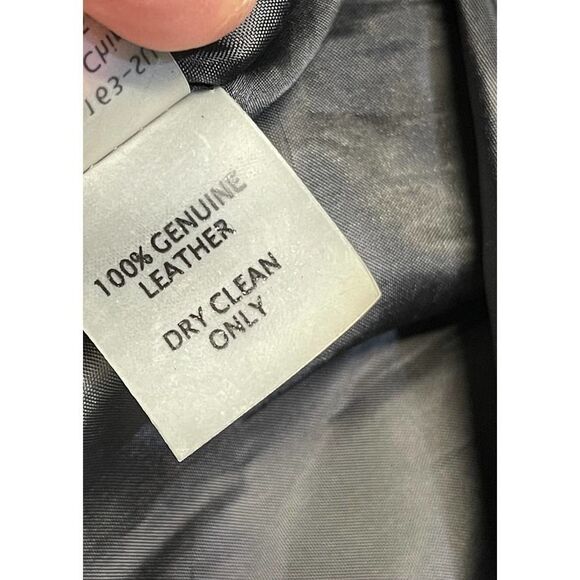 100% GENUINE
LEATHER
DRY CLEAN
ONLY